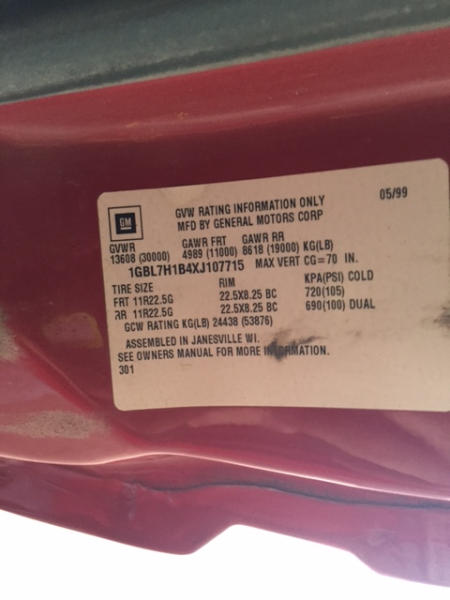 GM
GVW RATING INFORMATION ONLY 05/99
MFD BY GENERAL MOTORS CORP
GVWR GAWR FRT GAWR RR
13608 (30000) 4989 (11000) 8618 (19000) KG(LB)
1GBL7H1B4XJ107715 MAX VERT CG=70 IN.
TIRE SIZE RIM KPA(PSI) COLD
FRT 11R22.5G 22.5X8.25 BC 720(105)
RR 11R22.5G 22.5X8.25 BC 690(100) DUAL
GCW RATING KG(LB) 24438 (53876)
ASSEMBLED IN JANESVILLE WI.
SEE OWNERS MANUAL FOR MORE INFORMATION.
301